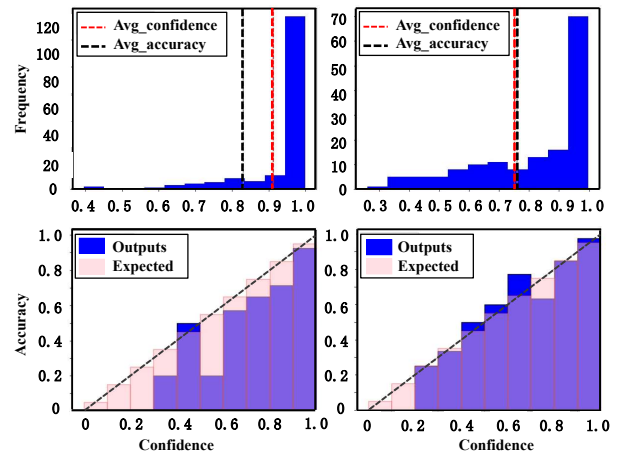 Avg_confidence
Avg_accuracy
120
100
80
60
40
20
0
Frequency
0.4 0.5 0.6 0.7 0.8 0.9 1.0
Avg_confidence
Avg_accuracy
70
60
50
40
30
20
10
0
0.3 0.4 0.5 0.6 0.7 0.8 0.9 1.0
Outputs
Expected
1.0
0.8
0.6
0.4
0.2
0
Accuracy
0 0.2 0.4 0.6 0.8 1.0
Confidence
Outputs
Expected
1.0
0.8
0.6
0.4
0.2
0
0 0.2 0.4 0.6 0.8 1.0
Confidence